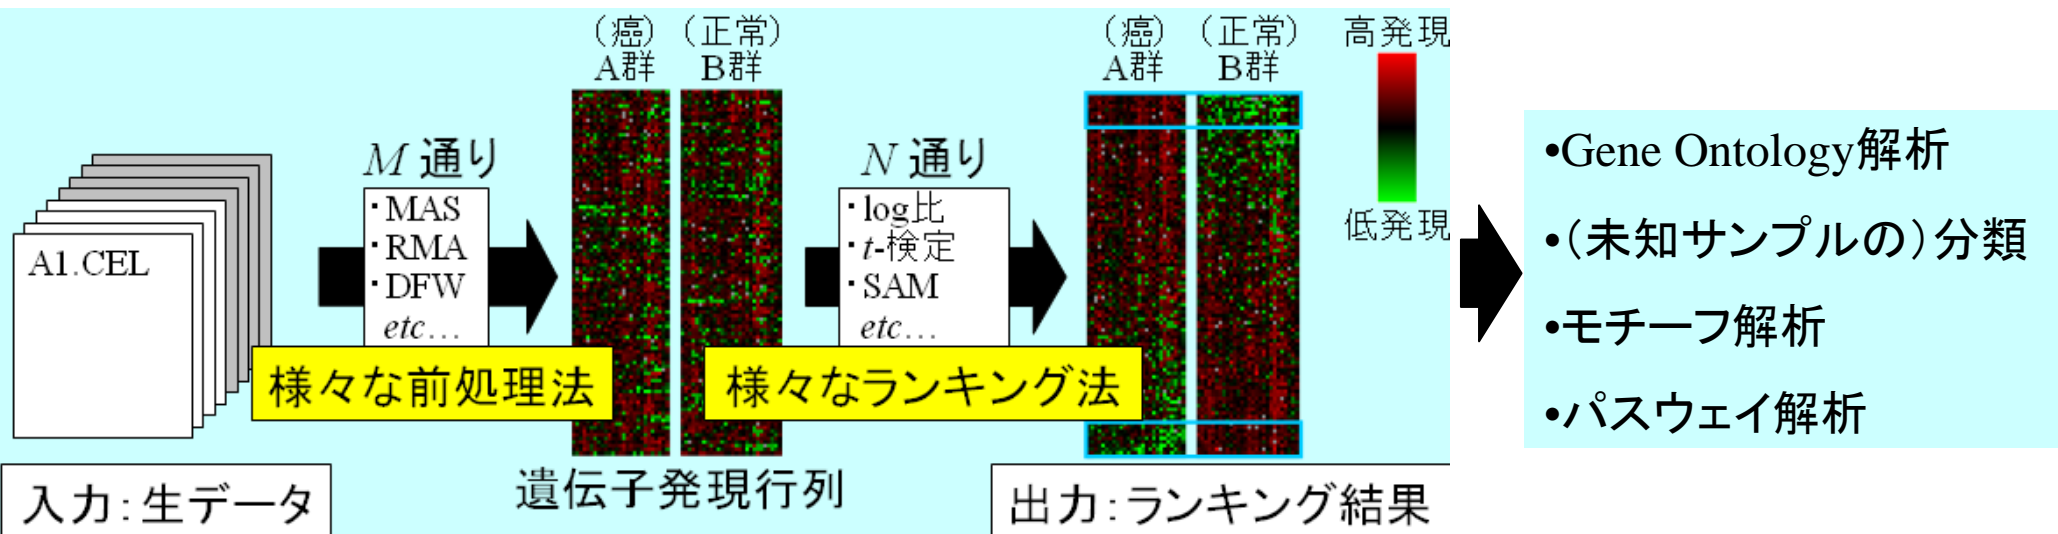 (癌) (正常)
A群 B群
(癌) (正常)
A群 B群
高発現
低発現
A1.CEL
M 通り
・MAS
・RMA
・DFW
etc…
様々な前処理法
N 通り
・log比
・t-検定
・SAM
etc…
様々なランキング法
入力:生データ
遺伝子発現行列
出力:ランキング結果
•Gene Ontology解析
•(未知サンプルの)分類
•モチーフ解析
•パスウェイ解析